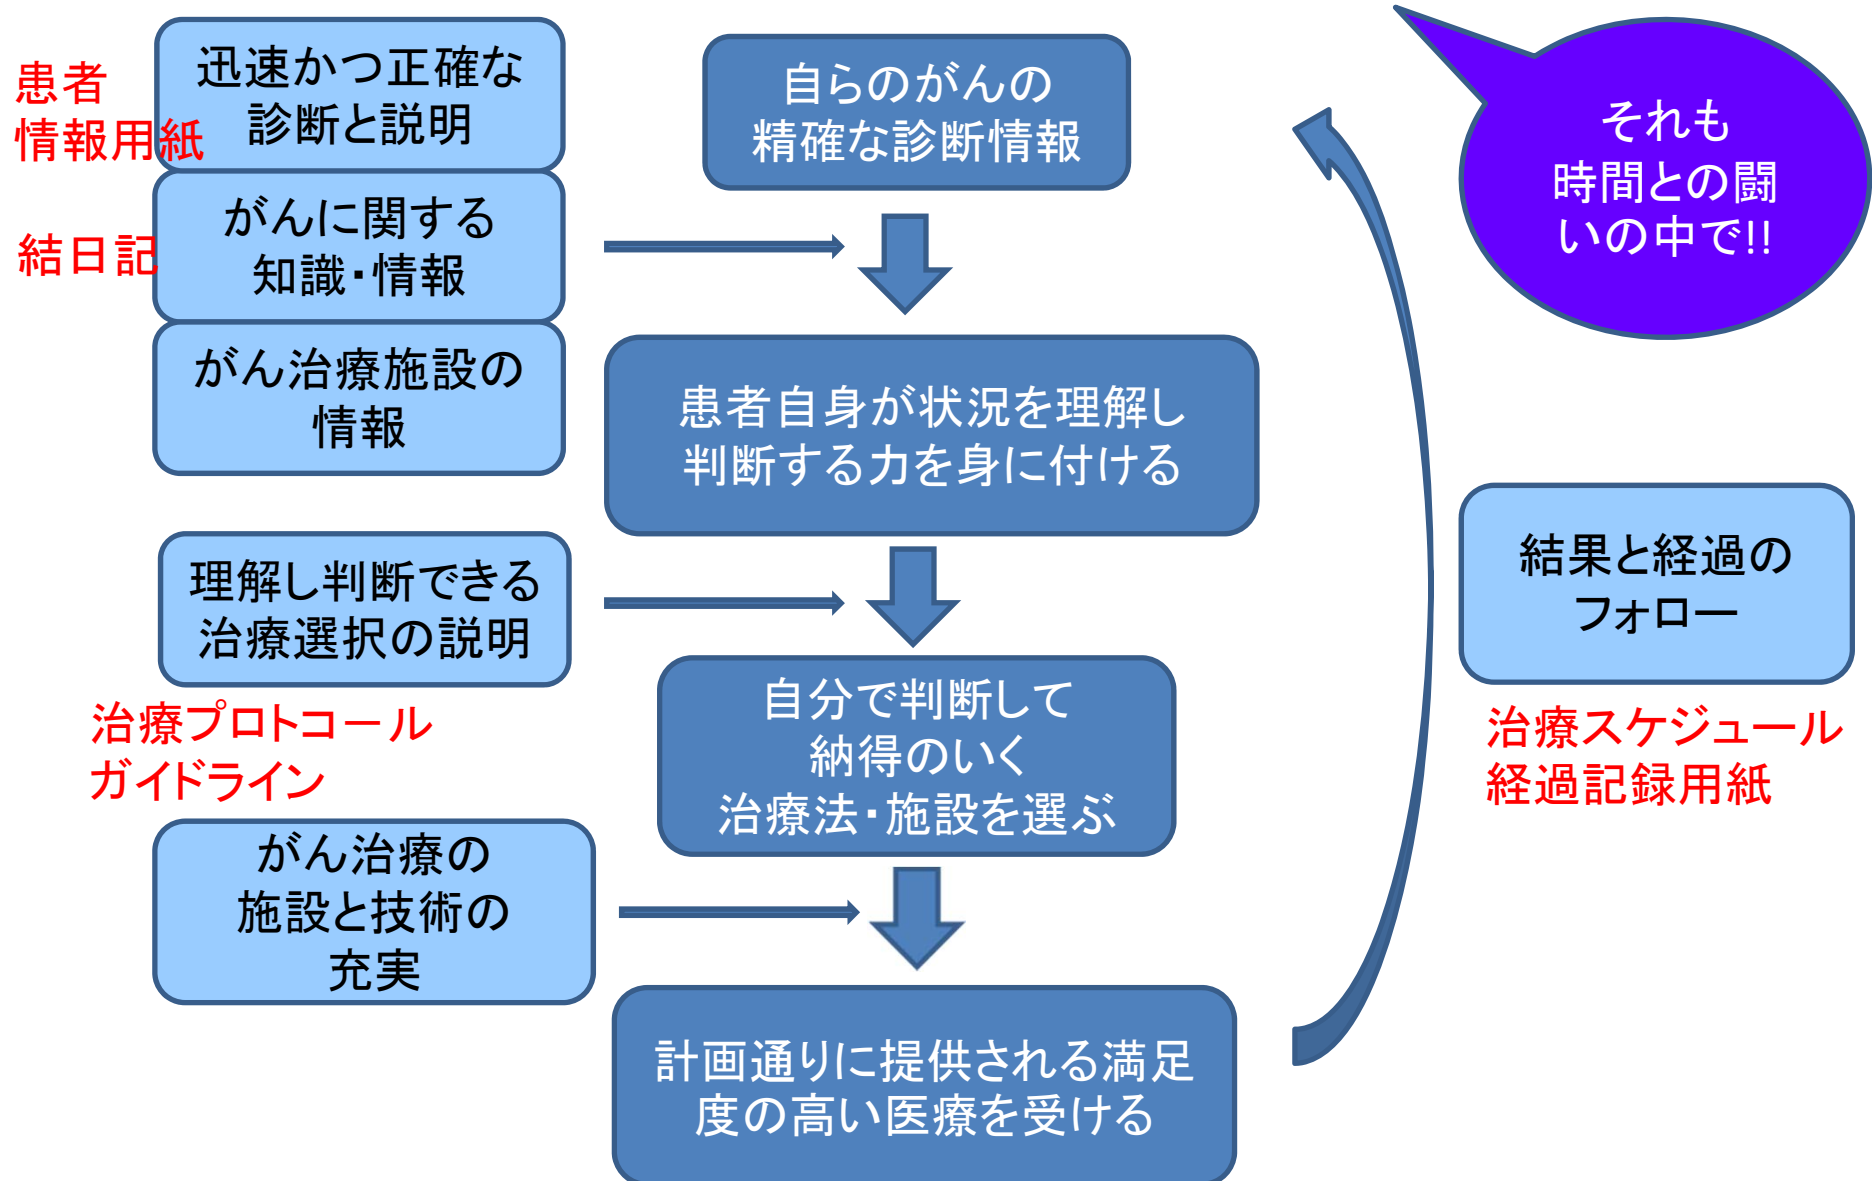 患者
情報用紙
迅速かつ正確な
診断と説明
結日記
がんに関する
知識・情報
がん治療施設の
情報
自らのがんの
精確な診断情報
それも
時間との闘
いの中で!!
患者自身が状況を理解し
判断する力を身に付ける
理解し判断できる
治療選択の説明
治療プロトコール
ガイドライン
自分で判断して
納得のいく
治療法・施設を選ぶ
結果と経過の
フォロー
治療スケジュール
経過記録用紙
がん治療の
施設と技術の
充実
計画通りに提供される満足
度の高い医療を受ける